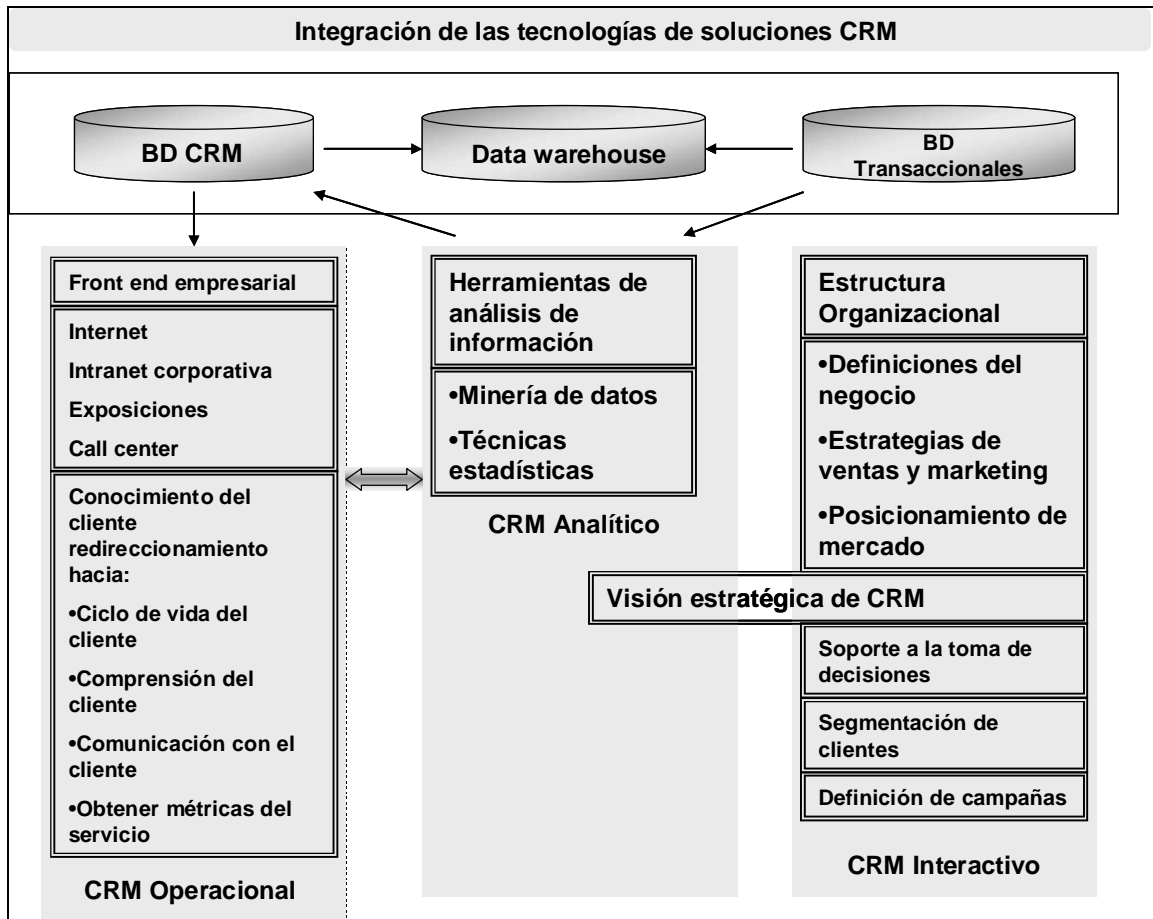 Integración de las tecnologías de soluciones CRM
BD CRM
Data warehouse
BD
Transaccionales
Front end empresarial
Internet
Intranet corporativa
Exposiciones
Call center
Conocimiento del
cliente
redireccionamiento
hacia:
•Ciclo de vida del
cliente
•Comprensión del
cliente
•Comunicación con el
cliente
•Obtener métricas del
servicio
CRM Operacional
Herramientas de
análisis de
información
•Minería de datos
•Técnicas
estadísticas
CRM Analítico
Estructura
Organizacional
•Definiciones del
negocio
•Estrategias de
ventas y marketing
•Posicionamiento de
mercado
Visión estratégica de CRM
Soporte a la toma de
decisiones
Segmentación de
clientes
Definición de campañas
CRM Interactivo